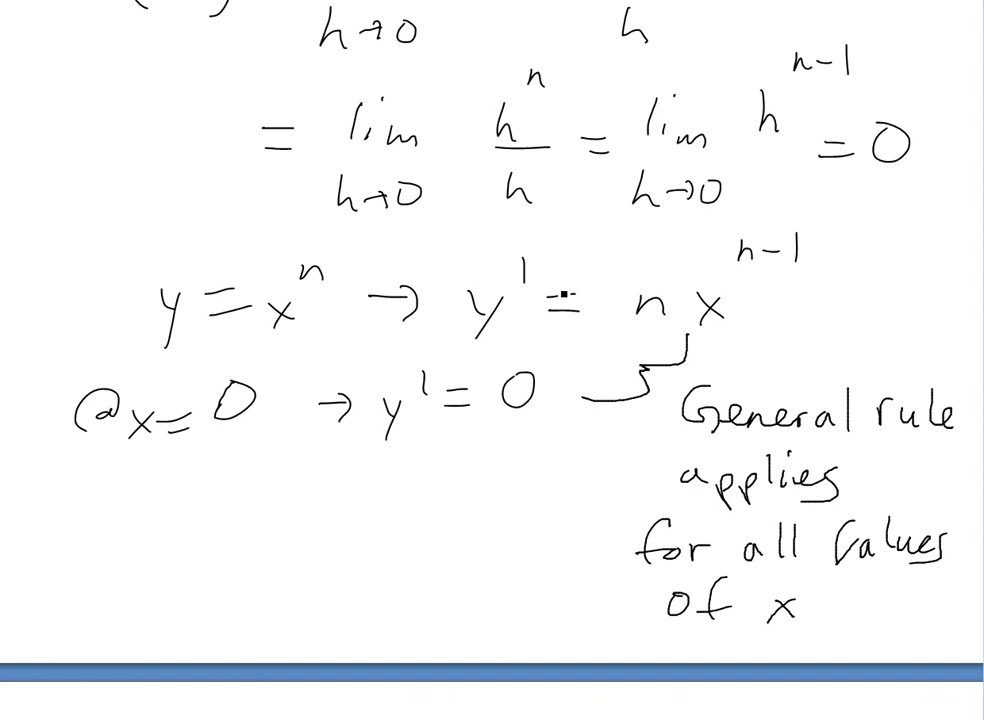 h→0 h
= lim h→0 hⁿ/h = lim h→0 hⁿ⁻¹ = 0
y = xⁿ → y' = n xⁿ⁻¹
@x=0 → y' = 0
General rule
applies
for all values
of x